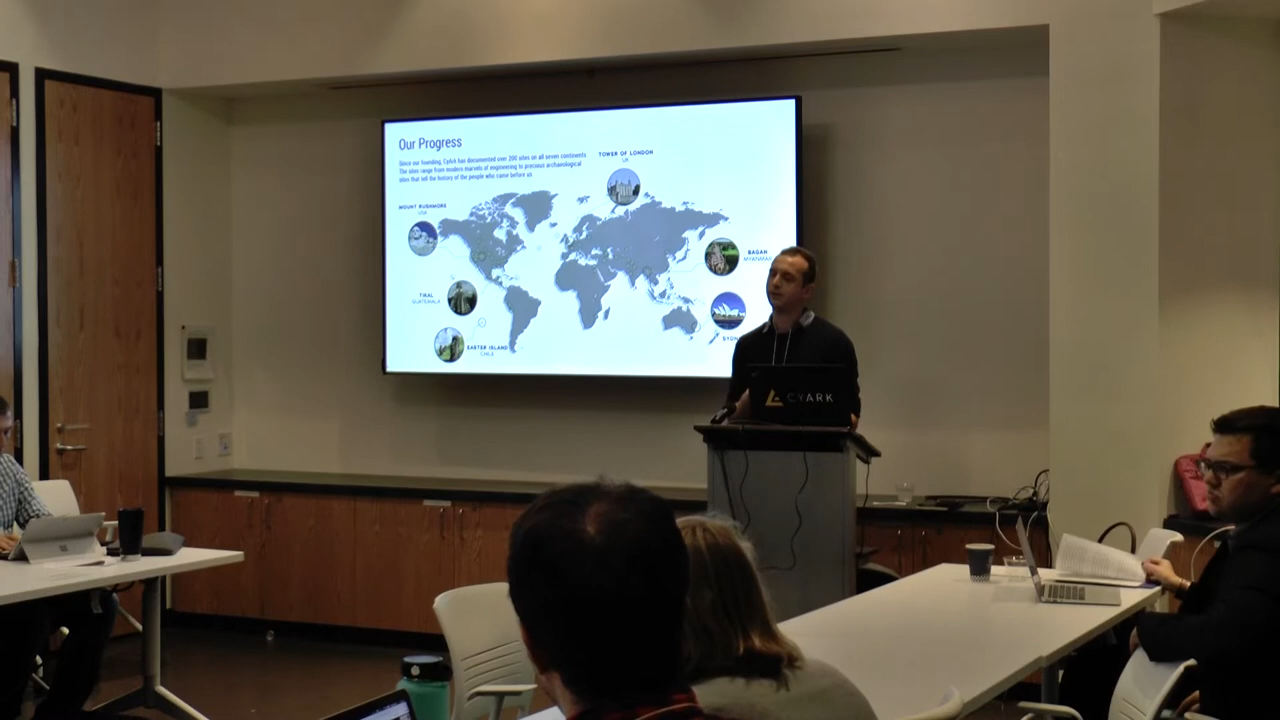 Our Progress
Since our founding, CyArk has documented over 200 sites on all seven continents
The sites range from modern marvels of engineering to precious archaeological
sites that tell the history of the people who came before us.
TOWER OF LONDON
UK
MOUNT RUSHMORE
USA
BAGAN
MYANMAR
TIKAL
GUATEMALA
EASTER ISLAND
CHILE
SYDN
CYARK